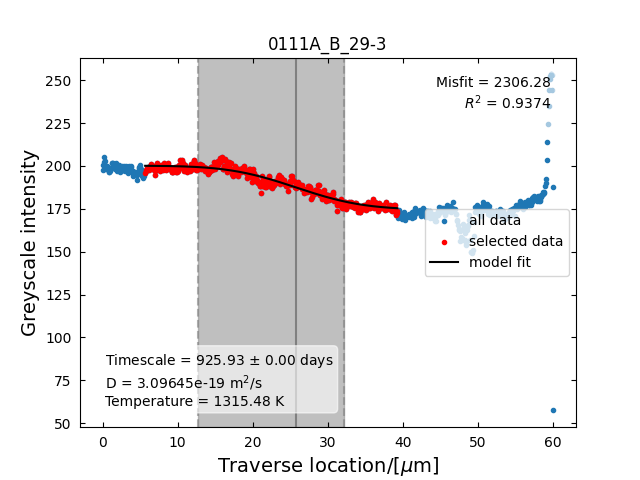 0111A_B_29-3
Misfit = 2306.28
R² = 0.9374
Greyscale intensity
250
225
200
175
150
125
100
75
50
all data
selected data
model fit
Timescale = 925.93 ± 0.00 days
D = 3.09645e-19 m²/s
Temperature = 1315.48 K
0 10 20 30 40 50 60
Traverse location/[μm]